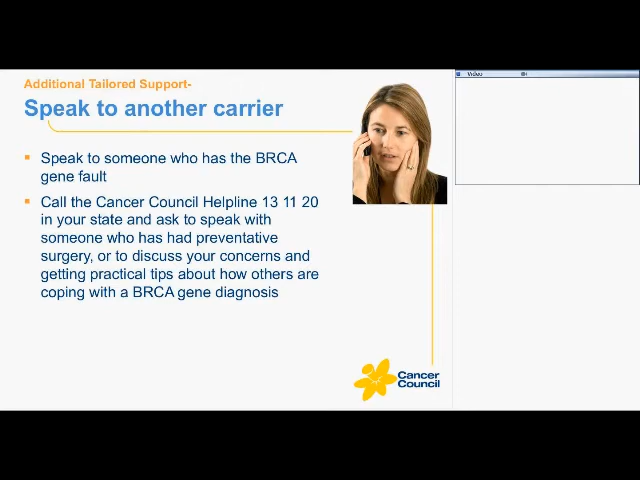 Additional Tailored Support-
Speak to another carrier
Speak to someone who has the BRCA
gene fault
Call the Cancer Council Helpline 13 11 20
in your state and ask to speak with
someone who has had preventative
surgery, or to discuss your concerns and
getting practical tips about how others are
coping with a BRCA gene diagnosis
Cancer
Council
Video